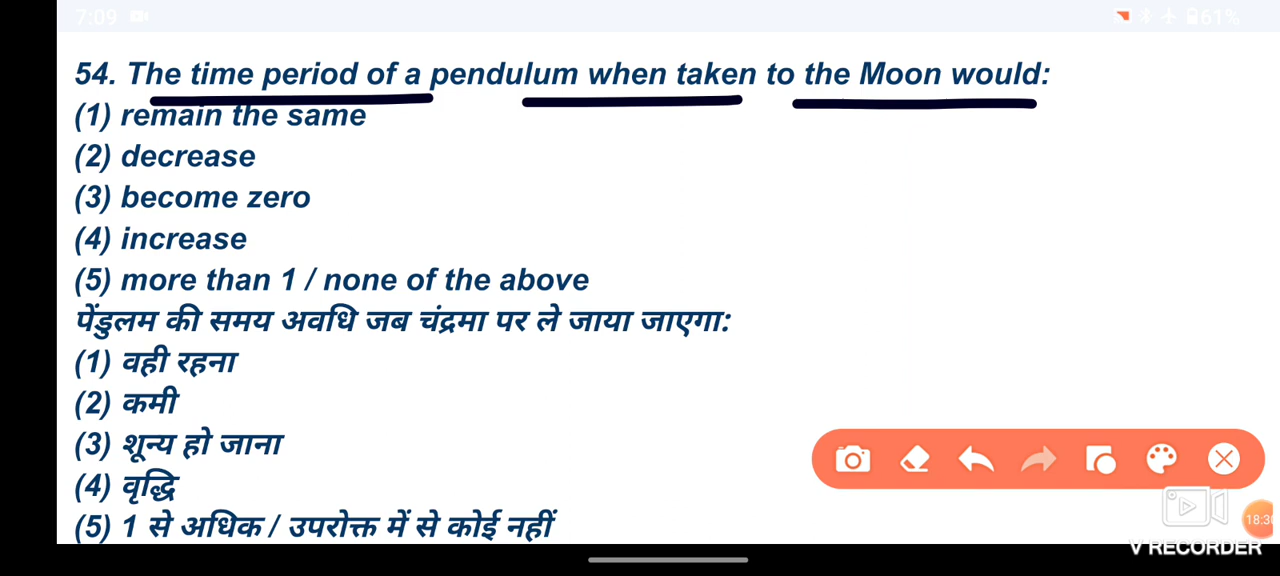 7:09
61%
54. The time period of a pendulum when taken to the Moon would:
(1) remain the same
(2) decrease
(3) become zero
(4) increase
(5) more than 1 / none of the above
पेंडुलम की समय अवधि जब चंद्रमा पर ले जाया जाएगा:
(1) वही रहना
(2) कमी
(3) शून्य हो जाना
(4) वृद्धि
(5) 1 से अधिक / उपरोक्त में से कोई नहीं
18:30
V RECORDER